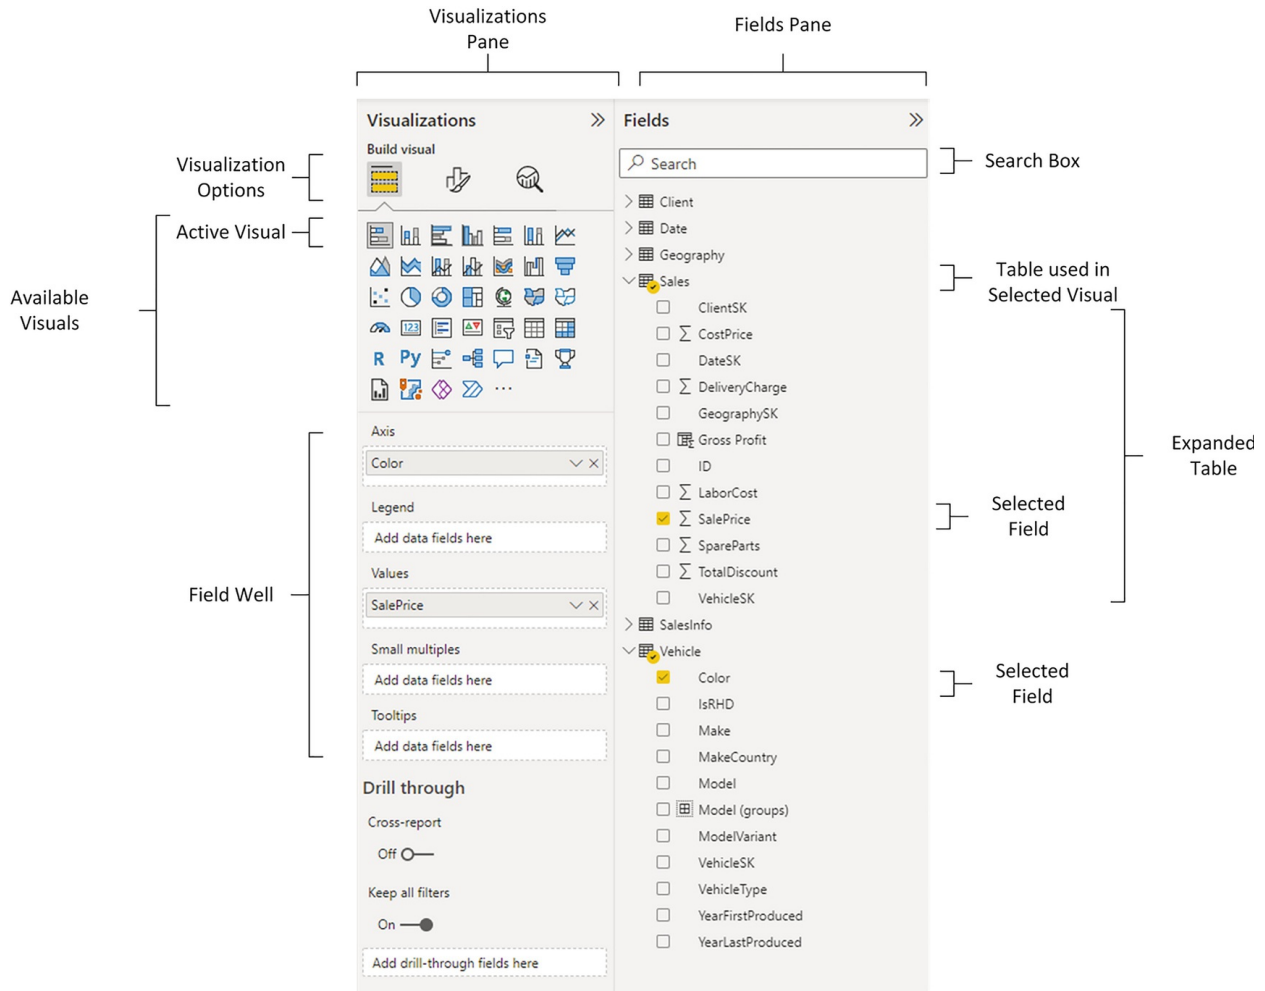 Visualizations
Pane
Fields Pane
Visualizations
Fields
Build visual
Search
Visualization
Options
Search Box
Active Visual
Available
Visuals
Client
Date
Geography
Sales
Table used in
Selected Visual
ClientSK
CostPrice
DateSK
DeliveryCharge
GeographySK
Gross Profit
ID
LaborCost
SalePrice
SpareParts
TotalDiscount
VehicleSK
Expanded
Table
Selected
Field
123
R
Py
...
Axis
Color
Legend
Add data fields here
Values
SalePrice
Small multiples
Add data fields here
Tooltips
Add data fields here
Field Well
SalesInfo
Vehicle
Color
IsRHD
Make
MakeCountry
Model
Model (groups)
ModelVariant
VehicleSK
VehicleType
YearFirstProduced
YearLastProduced
Selected
Field
Drill through
Cross-report
Off
Keep all filters
On
Add drill-through fields here